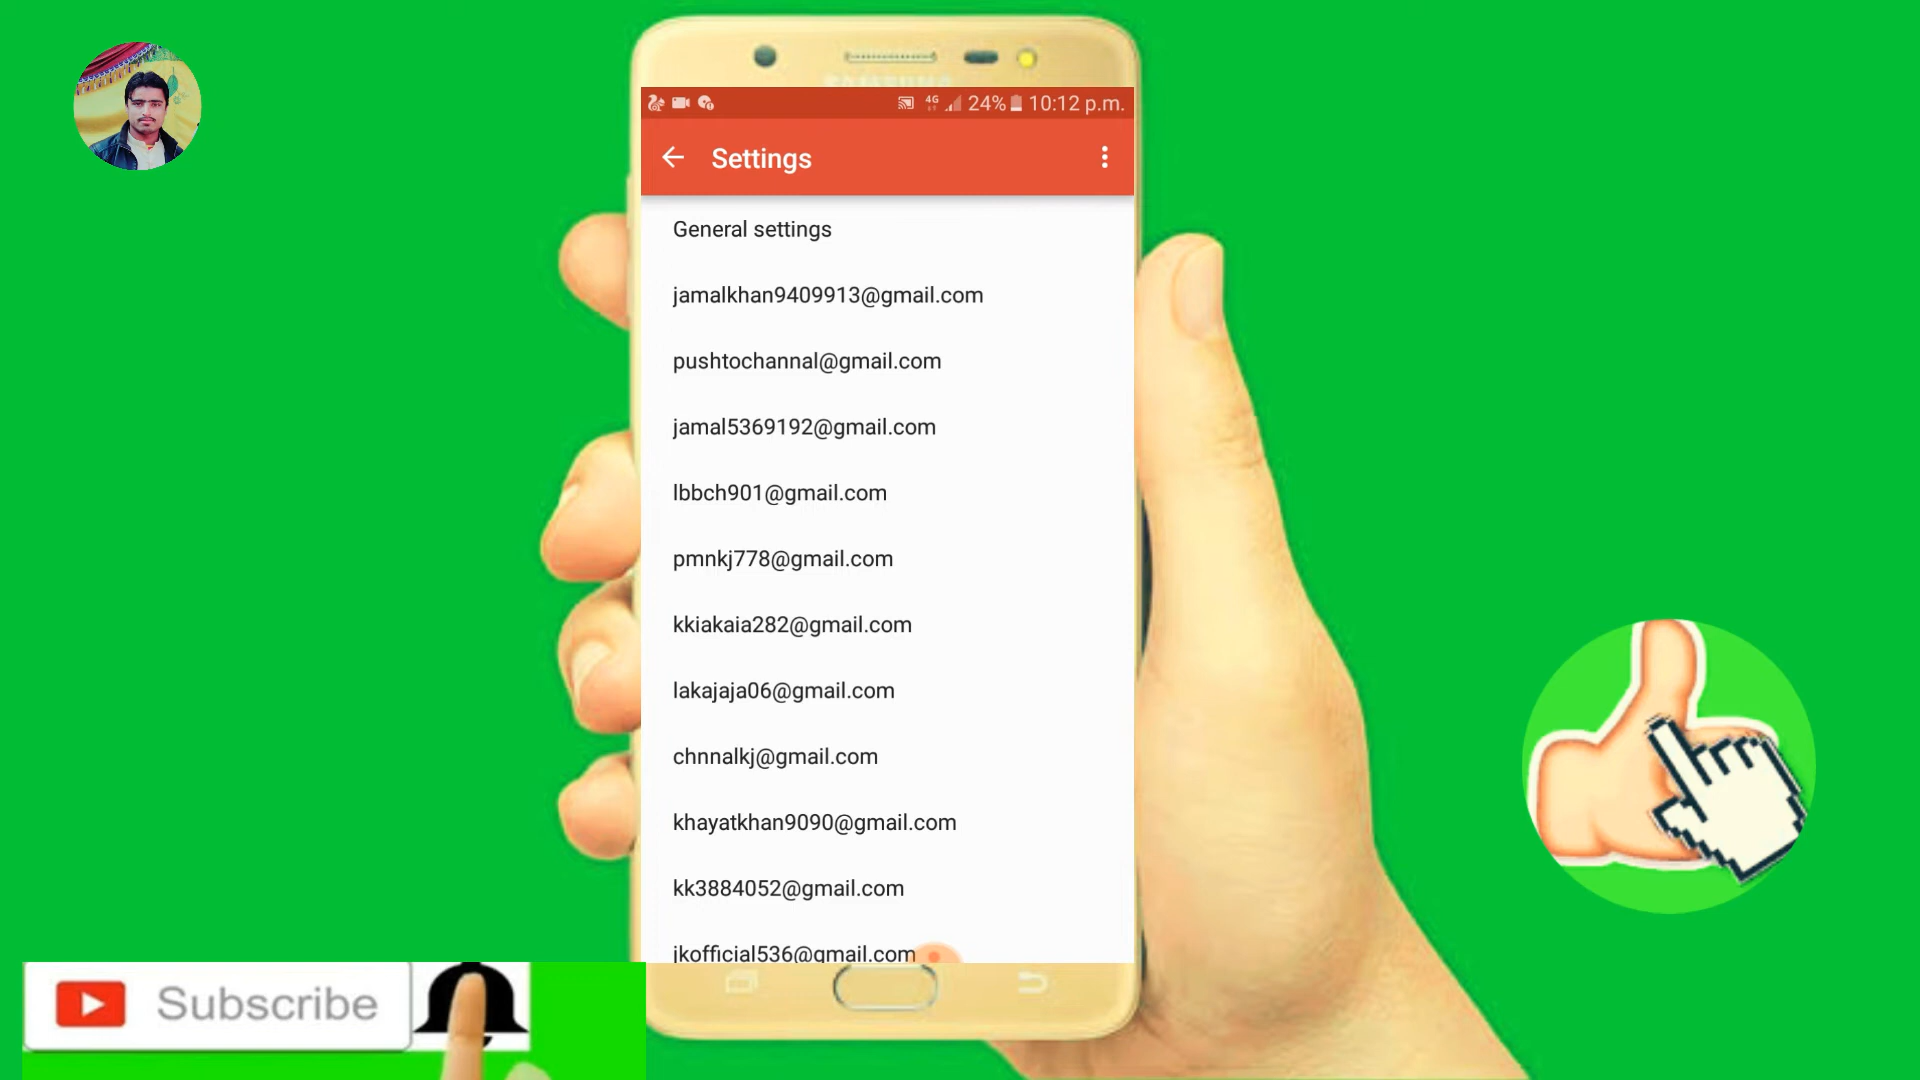 SAMSUNG
4G 24% 10:12 p.m.
Settings
General settings
jamalkhan9409913@gmail.com
pushtochannal@gmail.com
jamal5369192@gmail.com
lbbch901@gmail.com
pmnkj778@gmail.com
kkiakaia282@gmail.com
lakajaja06@gmail.com
chnnalkj@gmail.com
khayatkhan9090@gmail.com
kk3884052@gmail.com
jkofficial536@gmail.com
Subscribe